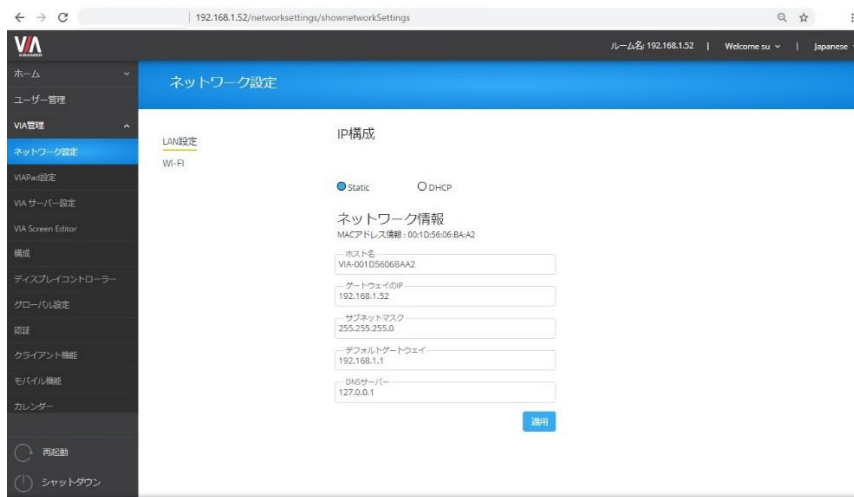 192.168.1.52/networksettings/shownetworkSettings
VIA
KRAMER
ルーム名: 192.168.1.52 | Welcome su | Japanese
ホーム
ユーザー管理
VIA管理
ネットワーク設定
VIAPad設定
VIA サーバー設定
VIA Screen Editor
構成
ディスプレイコントローラー
グローバル設定
認証
クライアント機能
モバイル機能
カレンダー
再起動
シャットダウン
ネットワーク設定
LAN設定
WI-FI
IP構成
Static DHCP
ネットワーク情報
MACアドレス情報 : 00:1D:56:06:BA:A2
ホスト名
VIA-001D5606BAA2
ゲートウェイのIP
192.168.1.52
サブネットマスク
255.255.255.0
デフォルトゲートウェイ
192.168.1.1
DNSサーバー
127.0.0.1
適用